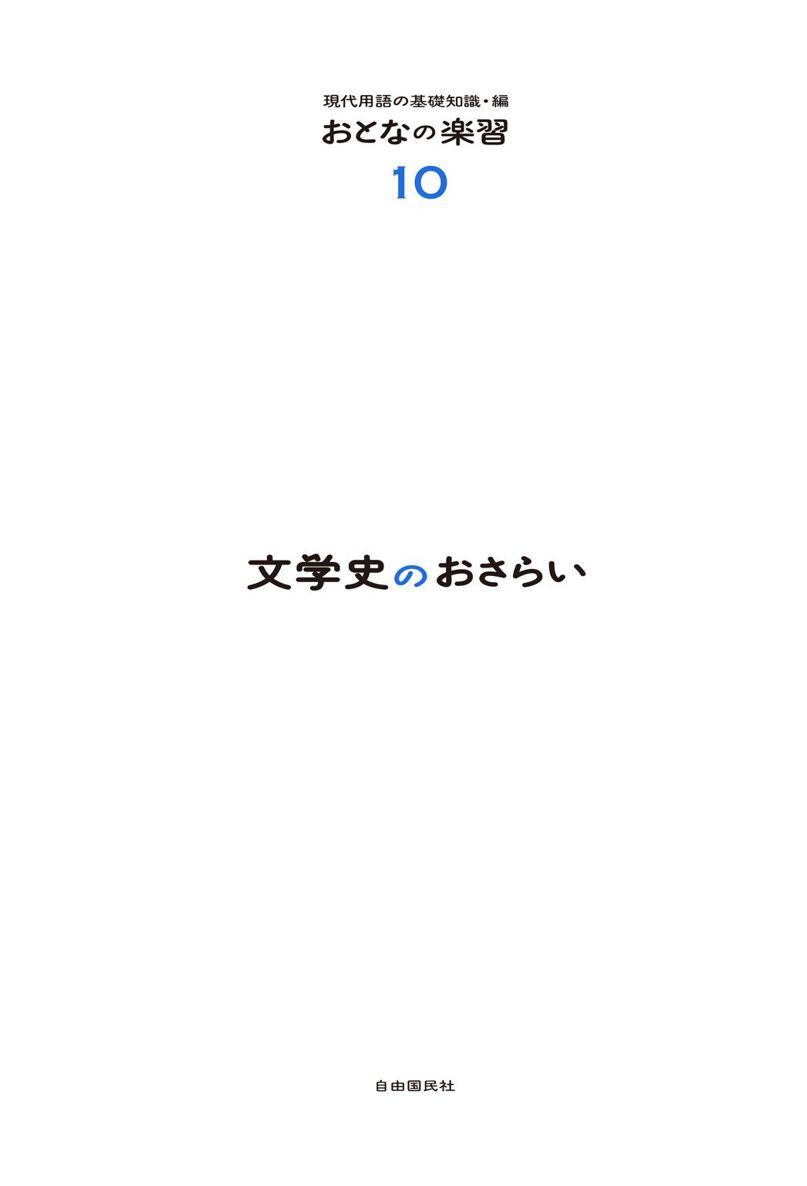 現代用語の基礎知識・編
おとなの楽習
10
文学史のおさらい
自由国民社